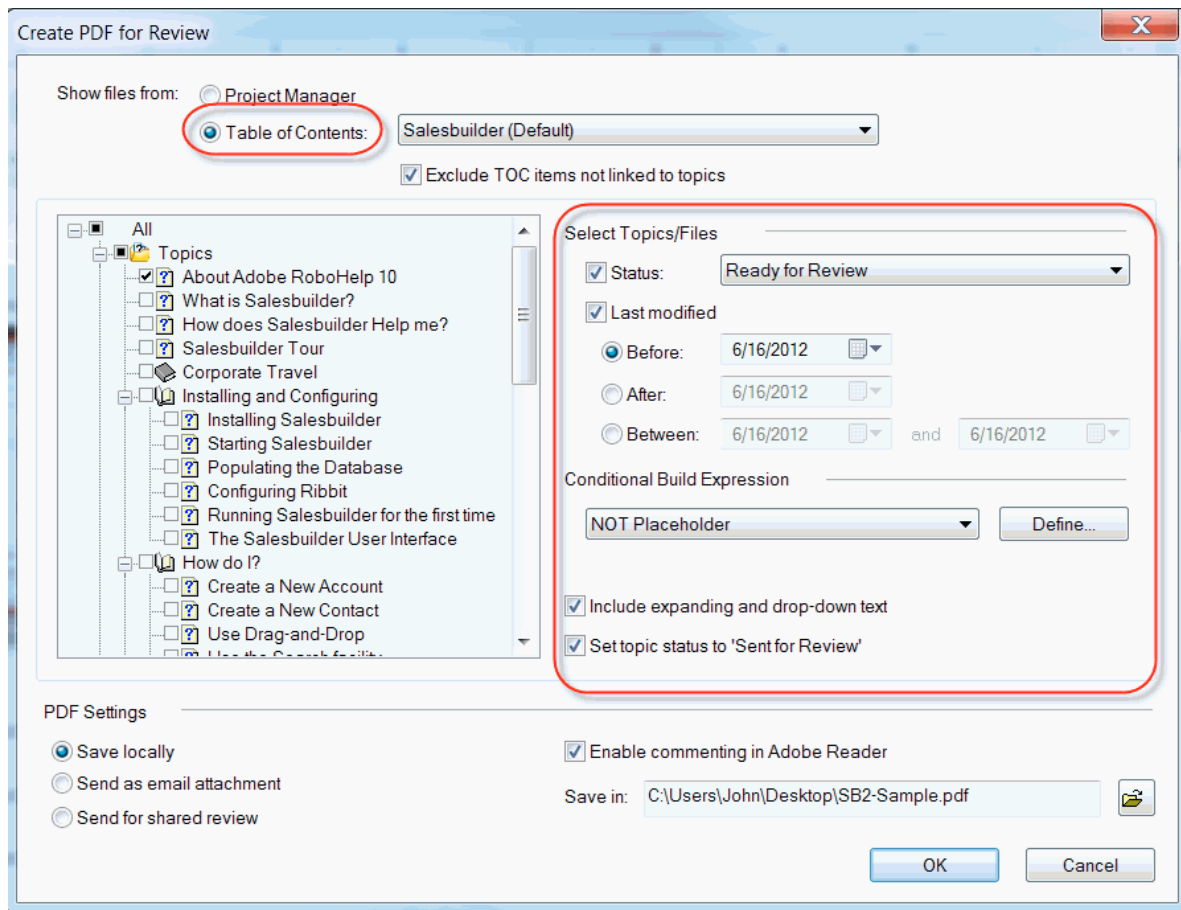 Create PDF for Review
Show files from:
Project Manager
Table of Contents:
Salesbuilder (Default)
Exclude TOC items not linked to topics
All
Topics
About Adobe RoboHelp 10
What is Salesbuilder?
How does Salesbuilder Help me?
Salesbuilder Tour
Corporate Travel
Installing and Configuring
Installing Salesbuilder
Starting Salesbuilder
Populating the Database
Configuring Ribbit
Running Salesbuilder for the first time
The Salesbuilder User Interface
How do I?
Create a New Account
Create a New Contact
Use Drag-and-Drop
Select Topics/Files
Status:
Ready for Review
Last modified
Before:
6/16/2012
After:
6/16/2012
Between:
6/16/2012 and 6/16/2012
Conditional Build Expression
NOT Placeholder
Define...
Include expanding and drop-down text
Set topic status to 'Sent for Review'
PDF Settings
Save locally
Send as email attachment
Send for shared review
Enable commenting in Adobe Reader
Save in: C:\Users\John\Desktop\SB2-Sample.pdf
OK
Cancel